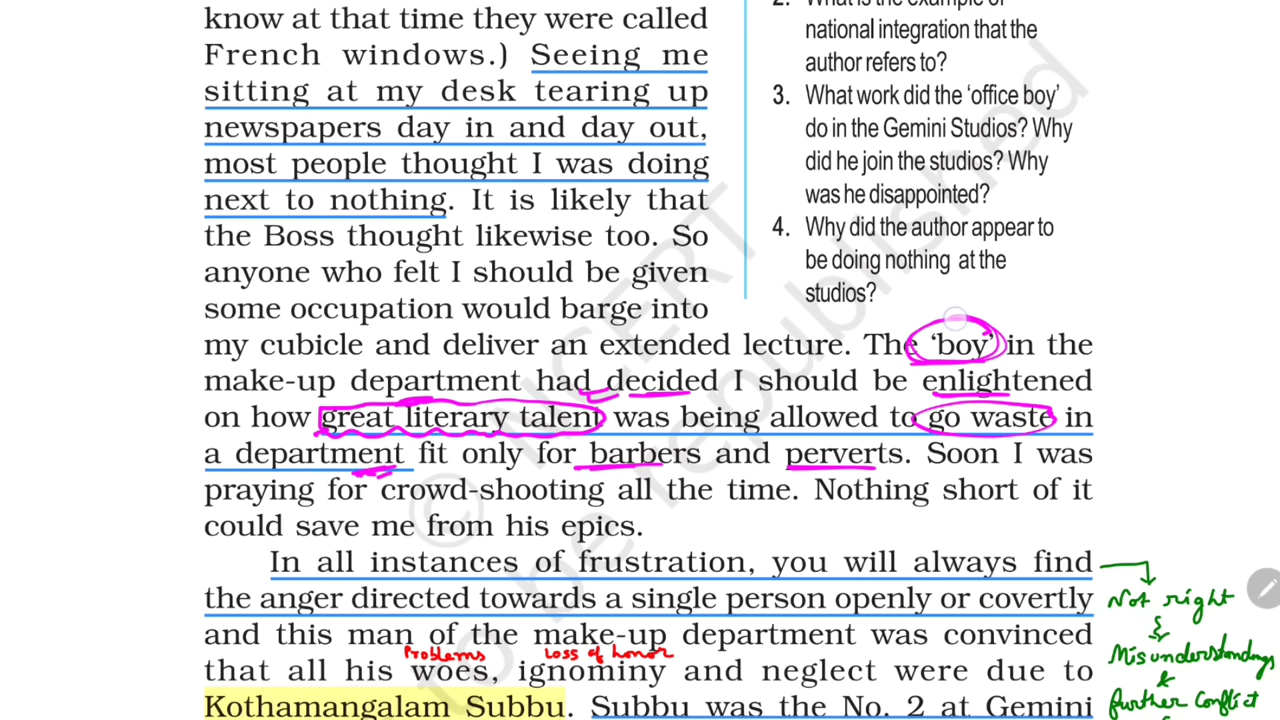 know at that time they were called
French windows.) Seeing me
sitting at my desk tearing up
newspapers day in and day out,
most people thought I was doing
next to nothing. It is likely that
the Boss thought likewise too. So
anyone who felt I should be given
some occupation would barge into
my cubicle and deliver an extended lecture. The ‘boy’ in the
make-up department had decided I should be enlightened
on how great literary talent was being allowed to go waste in
a department fit only for barbers and perverts. Soon I was
praying for crowd-shooting all the time. Nothing short of it
could save me from his epics.
In all instances of frustration, you will always find
the anger directed towards a single person openly or covertly
and this man of the make-up department was convinced
Problems Loss of honor
that all his woes, ignominy and neglect were due to
Kothamangalam Subbu. Subbu was the No. 2 at Gemini
2. What is the example of
national integration that the
author refers to?
3. What work did the ‘office boy’
do in the Gemini Studios? Why
did he join the studios? Why
was he disappointed?
4. Why did the author appear to
be doing nothing at the
studios?
Not right
&
Misunderstandings
&
further conflict
© NCERT
to be republished